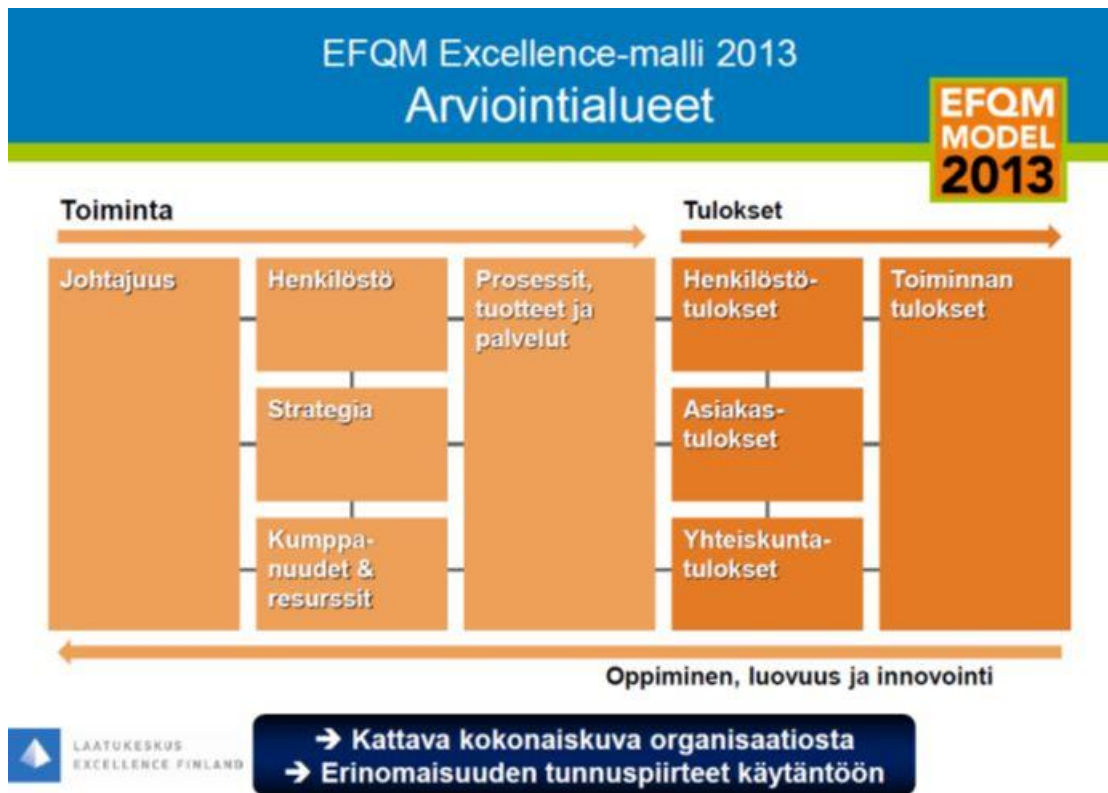 EFQM Excellence-malli 2013
Arviointialueet
EFQM
MODEL
2013
Toiminta
Tulokset
Johtajuus
Henkilöstö
Prosessit,
tuotteet ja
palvelut
Henkilöstö-
tulokset
Toiminnan
tulokset
Strategia
Asiakas-
tulokset
Kumppa-
nuudet &
resurssit
Yhteiskunta-
tulokset
Oppiminen, luovuus ja innovointi
LAATUKESKUS
EXCELLENCE FINLAND
➔ Kattava kokonaiskuva organisaatiosta
➔ Erinomaisuuden tunnuspiirteet käytäntöön